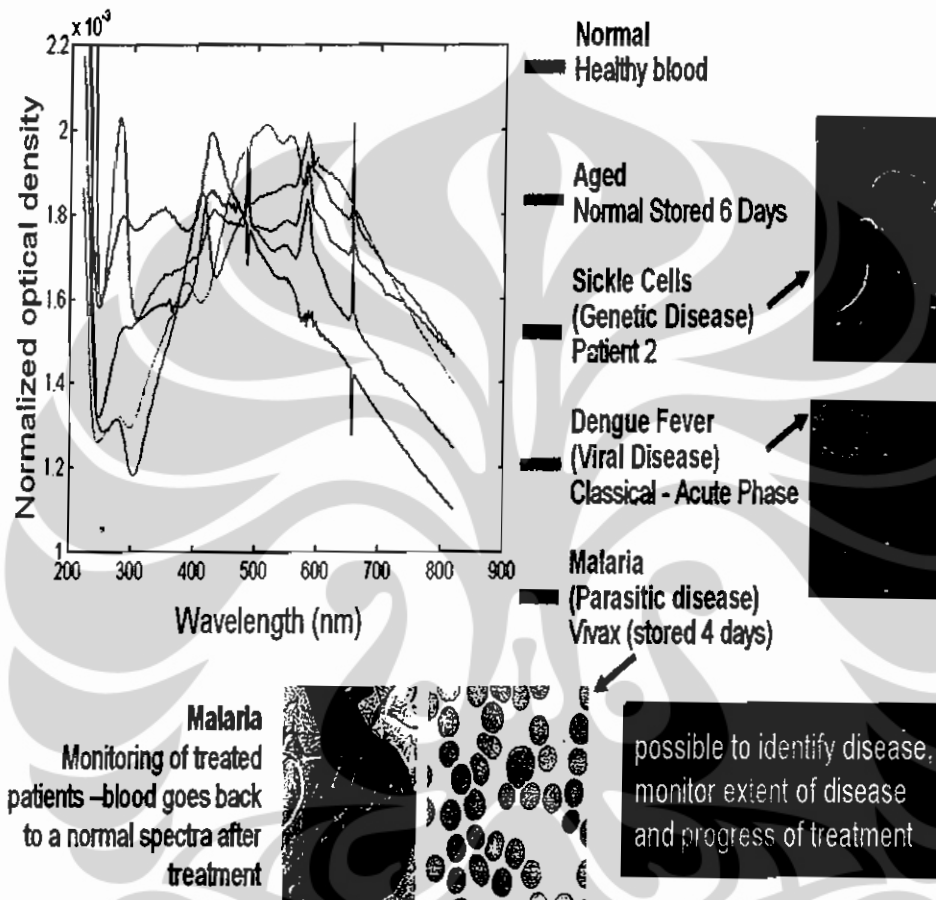 x 10⁻³
2.2
2
1.8
1.6
1.4
1.2
1
Normalized optical density
200 300 400 500 600 700 800 900
Wavelength (nm)
Normal
Healthy blood
Aged
Normal Stored 6 Days
Sickle Cells
(Genetic Disease)
Patient 2
Dengue Fever
(Viral Disease)
Classical - Acute Phase
Malaria
(Parasitic disease)
Vivax (stored 4 days)
Malaria
Monitoring of treated
patients –blood goes back
to a normal spectra after
treatment
possible to identify disease,
monitor extent of disease
and progress of treatment